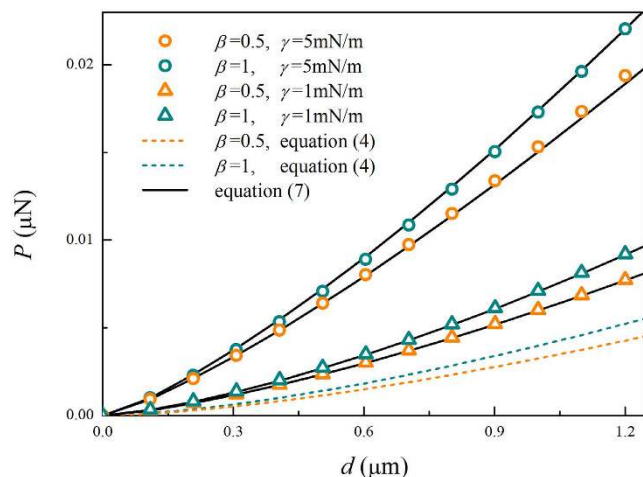 β=0.5, γ=5mN/m
β=1, γ=5mN/m
β=0.5, γ=1mN/m
β=1, γ=1mN/m
β=0.5, equation (4)
β=1, equation (4)
equation (7)
0.02
0.01
0.00
P (μN)
0.0 0.3 0.6 0.9 1.2
d (μm)